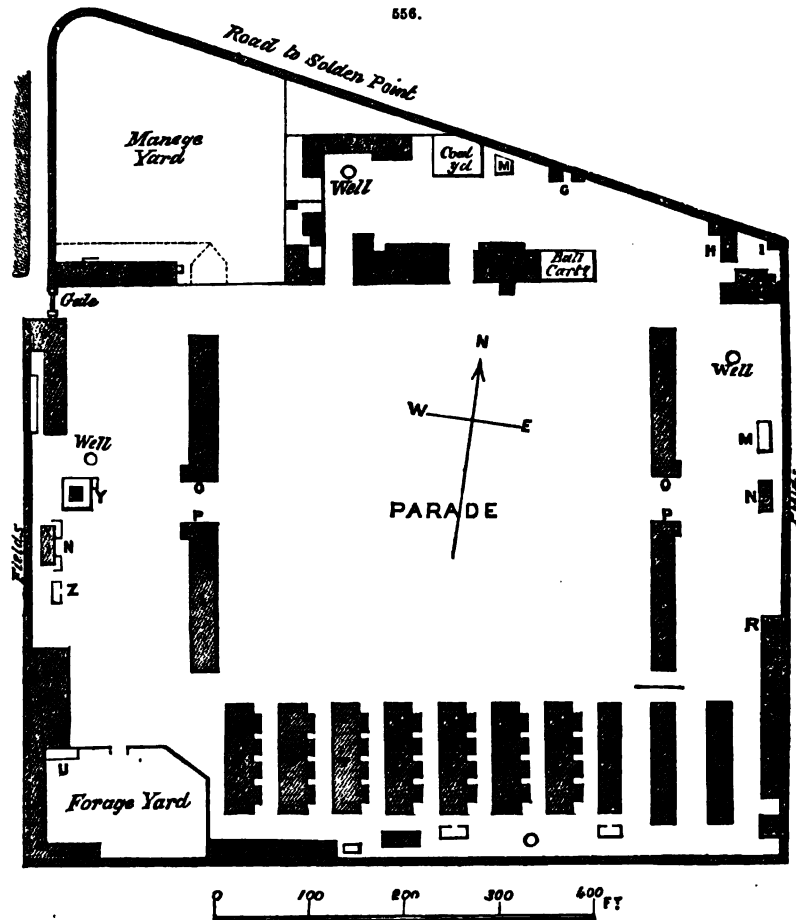 556.
Road to Solden Point
Manege
Yard
Coal
yd
M
Well
G
H
I
Ball
Cartg
Gate
N
Well
W
E
M
Well
Y
O
O
N
P
PARADE
P
N
Fields
Z
R
U
Forage Yard
0 100 200 300 400 FT